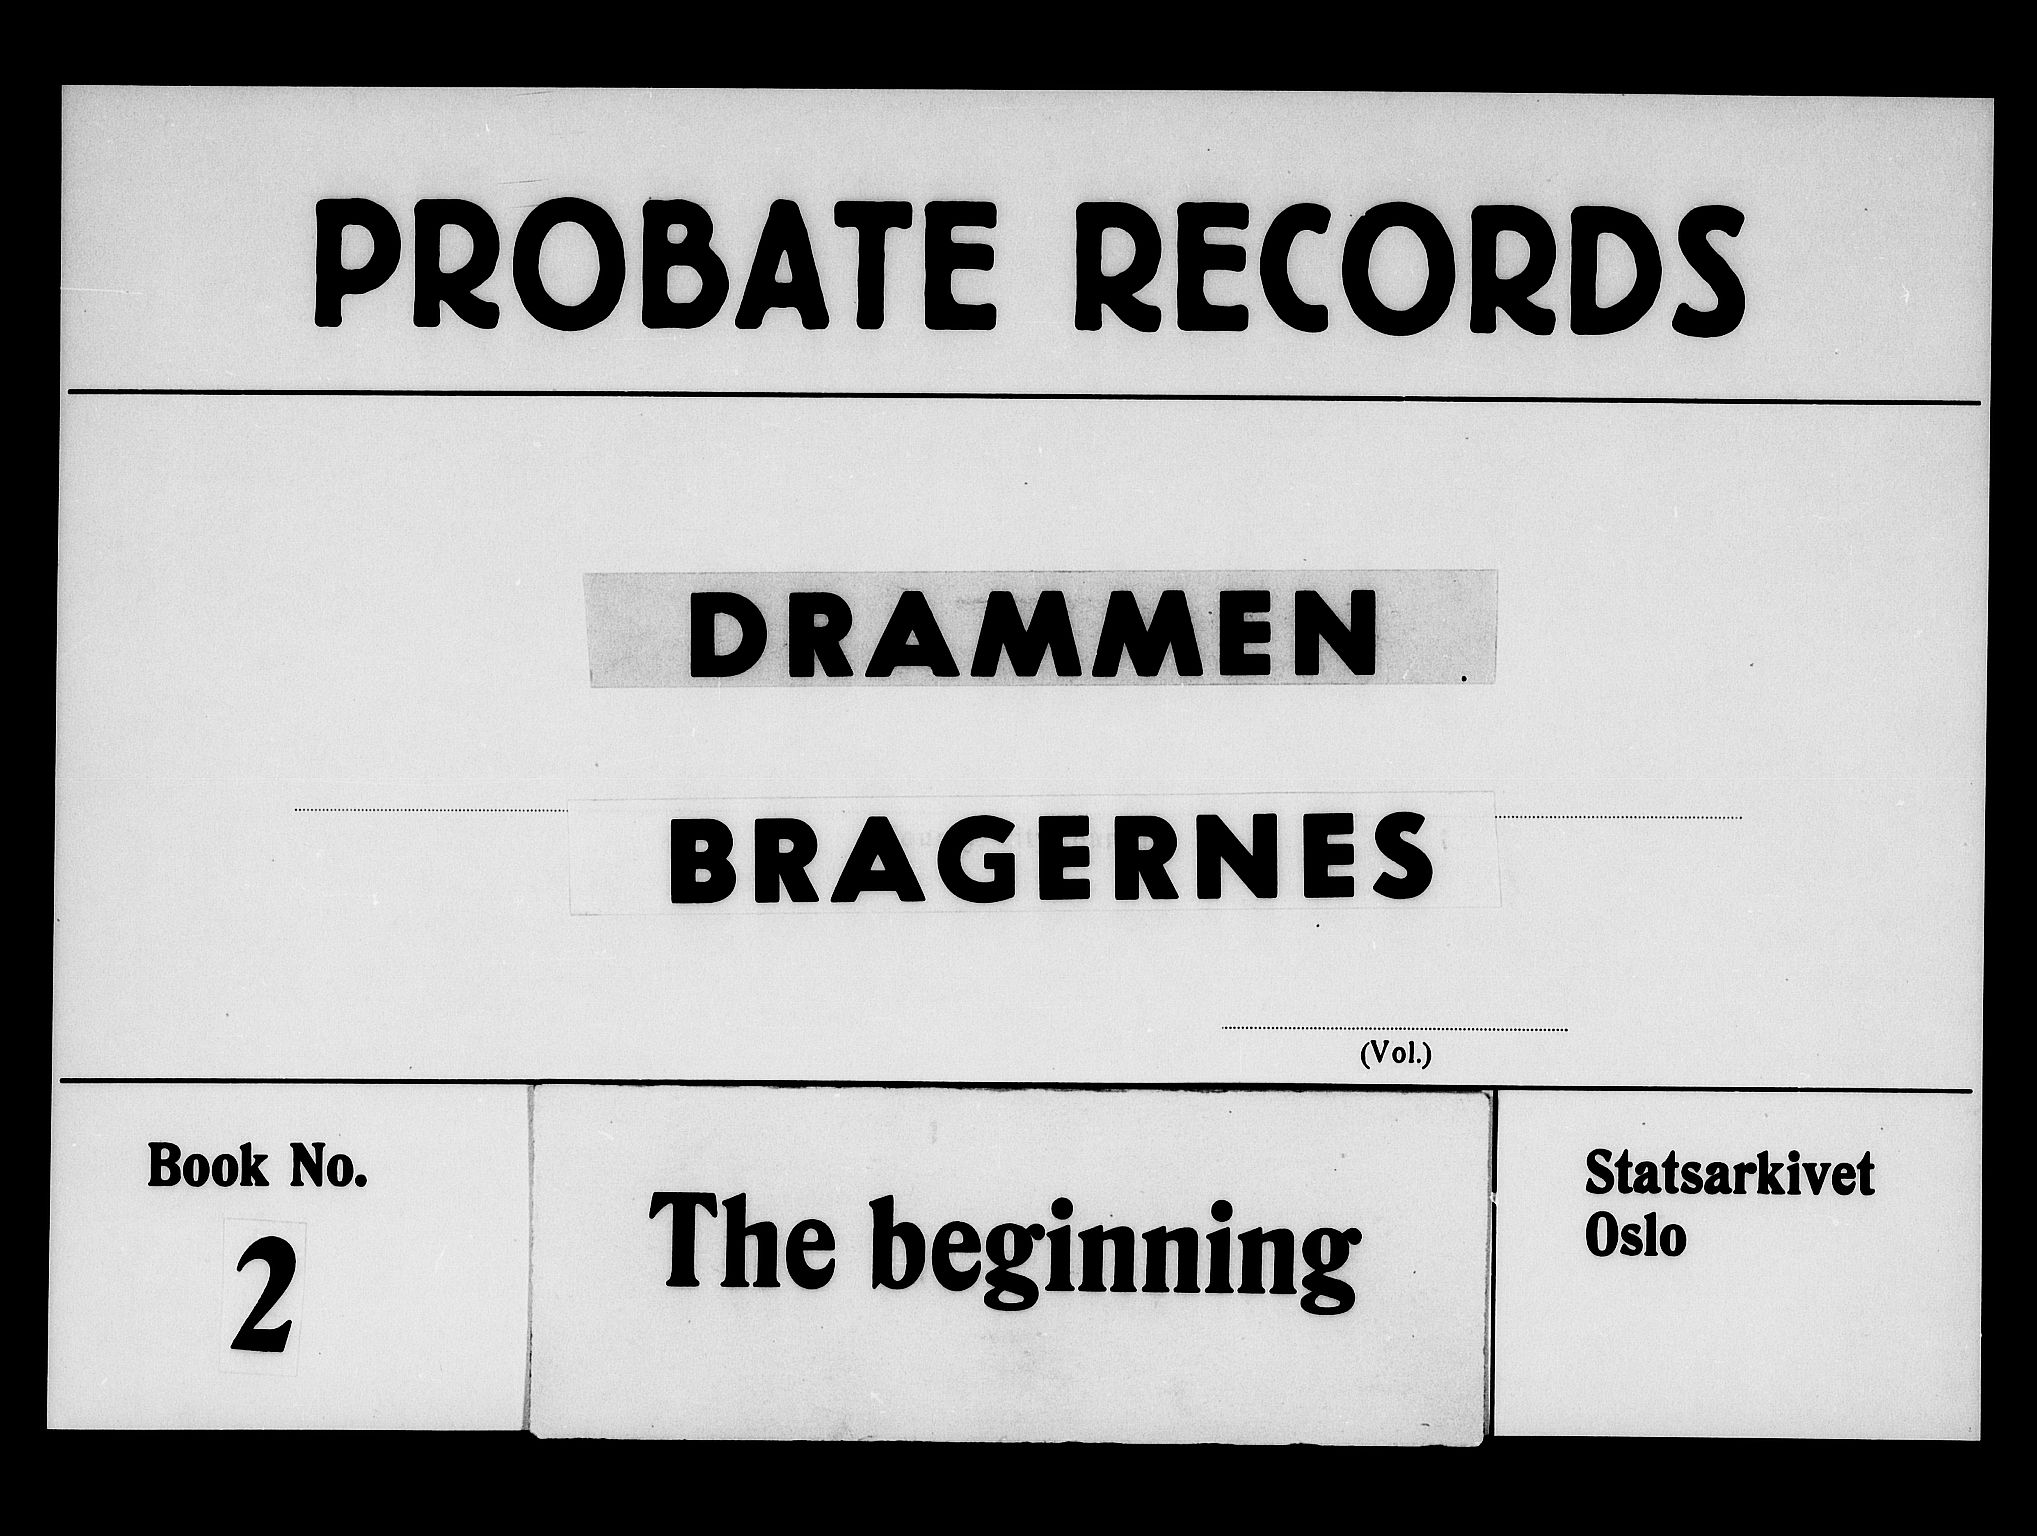 PROBATE RECORDS
DRAMMEN
BRAGERNES
(Vol.)
Book No.
2
The beginning
Statsarkivet
Oslo